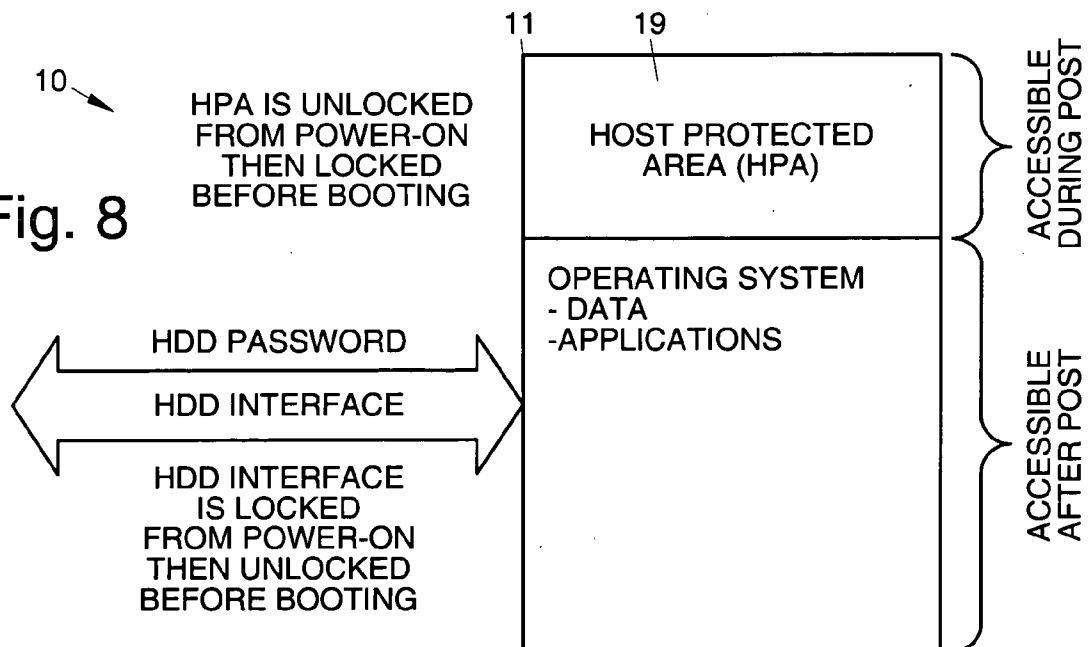 11
19
10
HPA IS UNLOCKED
FROM POWER-ON
THEN LOCKED
BEFORE BOOTING
HOST PROTECTED
AREA (HPA)
ACCESSIBLE
DURING POST
Fig. 8
OPERATING SYSTEM
- DATA
-APPLICATIONS
HDD PASSWORD
HDD INTERFACE
HDD INTERFACE
IS LOCKED
FROM POWER-ON
THEN UNLOCKED
BEFORE BOOTING
ACCESSIBLE
AFTER POST